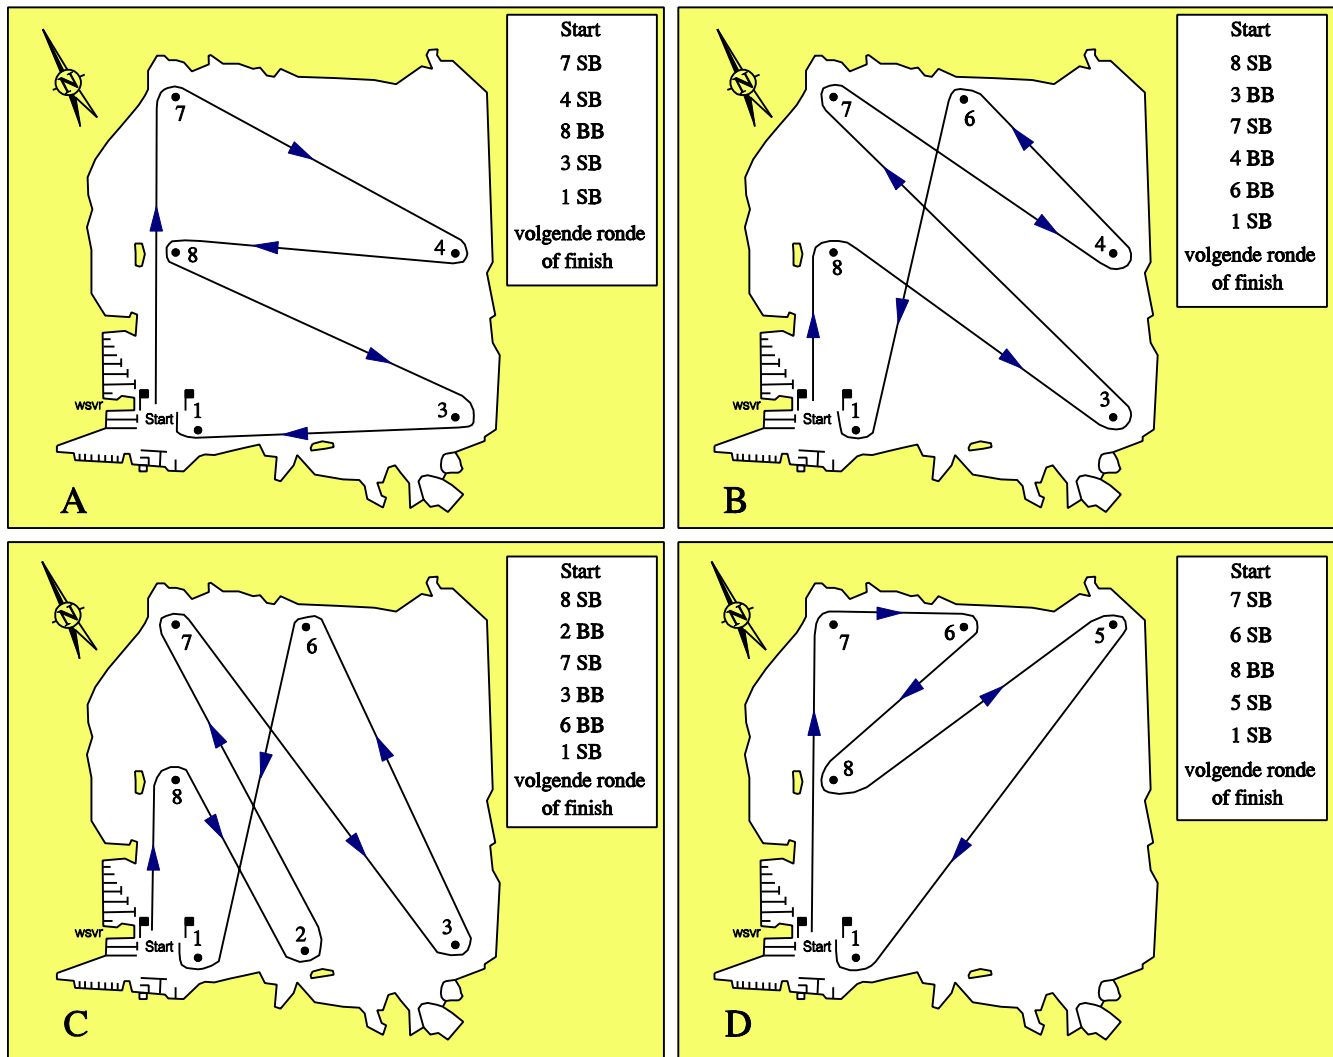 Start
7 SB
4 SB
8 BB
3 SB
1 SB
volgende ronde
of finish
N
7
8
4
3
1
wsvr
Start
A
Start
8 SB
3 BB
7 SB
4 BB
6 BB
1 SB
volgende ronde
of finish
N
7
6
8
4
3
1
wsvr
Start
B
Start
8 SB
2 BB
7 SB
3 BB
6 BB
1 SB
volgende ronde
of finish
N
7
6
8
1
2
3
wsvr
Start
C
Start
7 SB
6 SB
8 BB
5 SB
1 SB
volgende ronde
of finish
N
7
6
5
8
1
wsvr
Start
D